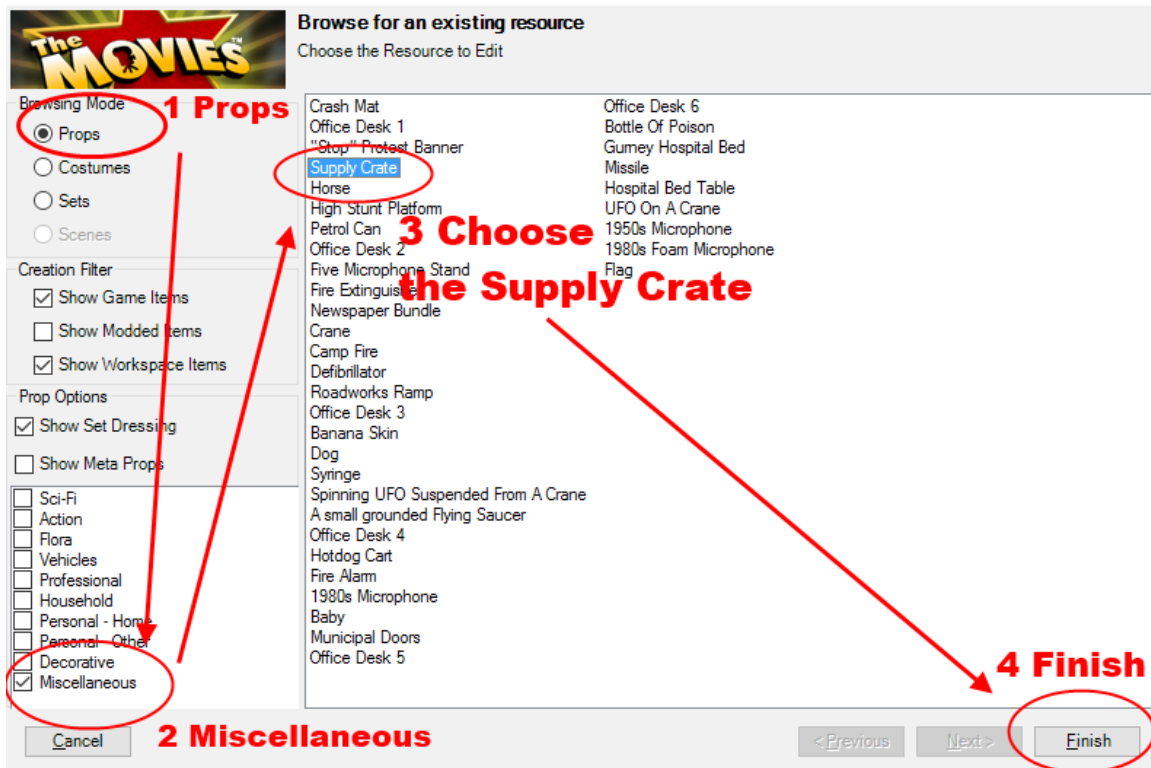 The MOVIES™
Browse for an existing resource
Choose the Resource to Edit
Browsing Mode
1 Props
Props
Costumes
Sets
Scenes
Creation Filter
Show Game Items
Show Modded Items
Show Workspace Items
Prop Options
Show Set Dressing
Show Meta Props
Sci-Fi
Action
Flora
Vehicles
Professional
Household
Personal - Home
Personal - Other
Decorative
Miscellaneous
2 Miscellaneous
Crash Mat
Office Desk 1
"Stop" Protest Banner
Supply Crate
Horse
High Stunt Platform
Petrol Can
Office Desk 2
Five Microphone Stand
Fire Extinguisher
Newspaper Bundle
Crane
Camp Fire
Defibrillator
Roadworks Ramp
Office Desk 3
Banana Skin
Dog
Syringe
Spinning UFO Suspended From A Crane
A small grounded Flying Saucer
Office Desk 4
Hotdog Cart
Fire Alarm
1980s Microphone
Baby
Municipal Doors
Office Desk 5
Office Desk 6
Bottle Of Poison
Gurney Hospital Bed
Missile
Hospital Bed Table
UFO On A Crane
1950s Microphone
1980s Foam Microphone
Flag
3 Choose
the Supply Crate
4 Finish
Cancel
< Previous
Next >
Finish